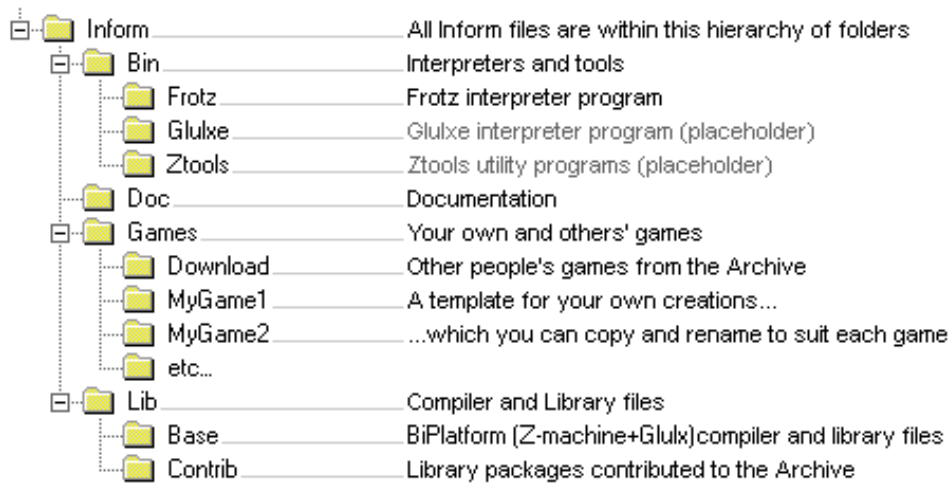 Inform All Inform files are within this hierarchy of folders
Bin Interpreters and tools
Frotz Frotz interpreter program
Glulxe Glulxe interpreter program (placeholder)
Ztools Ztools utility programs (placeholder)
Doc Documentation
Games Your own and others' games
Download Other people's games from the Archive
MyGame1 A template for your own creations...
MyGame2 ...which you can copy and rename to suit each game
etc...
Lib Compiler and Library files
Base BiPlatform (Z-machine+Glulx)compiler and library files
Contrib Library packages contributed to the Archive